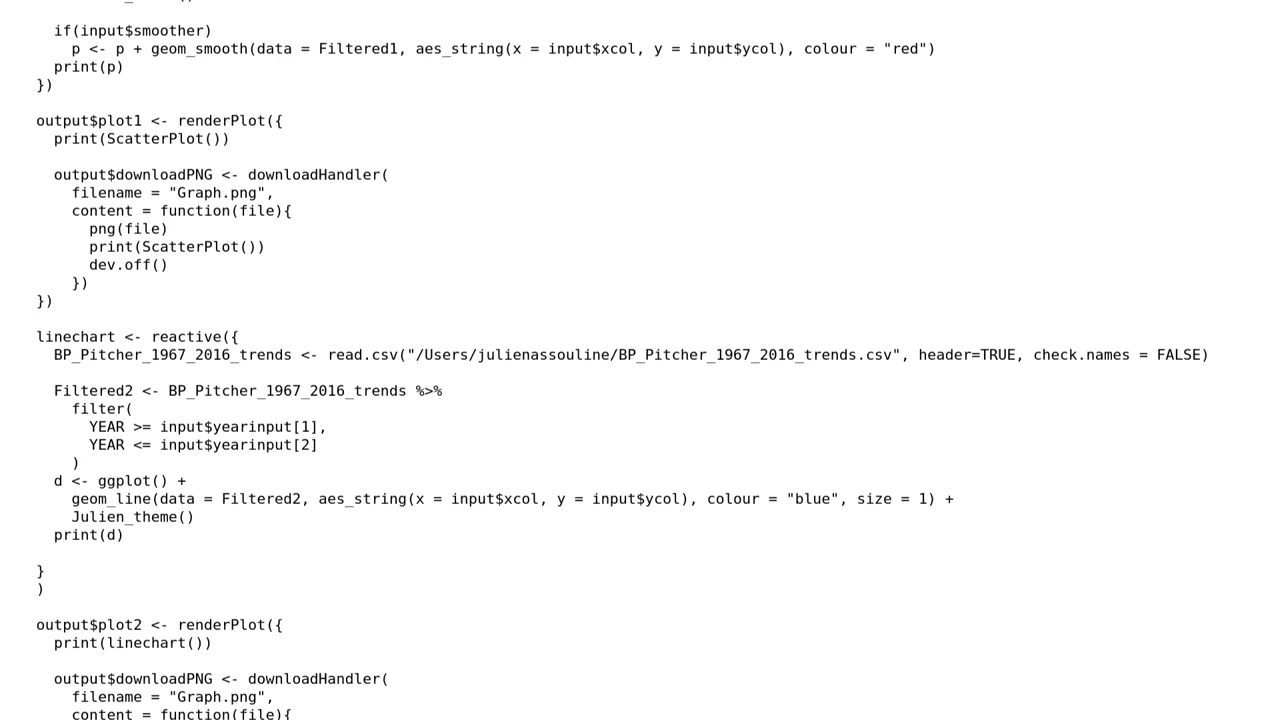 if(input$smoother)
p <- p + geom_smooth(data = Filtered1, aes_string(x = input$xcol, y = input$ycol), colour = "red")
print(p)
})
output$plot1 <- renderPlot({
print(ScatterPlot())
output$downloadPNG <- downloadHandler(
filename = "Graph.png",
content = function(file){
png(file)
print(ScatterPlot())
dev.off()
})
})
linechart <- reactive({
BP_Pitcher_1967_2016_trends <- read.csv("/Users/julienassouline/BP_Pitcher_1967_2016_trends.csv", header=TRUE, check.names = FALSE)
Filtered2 <- BP_Pitcher_1967_2016_trends %>%
filter(
YEAR >= input$yearinput[1],
YEAR <= input$yearinput[2]
)
d <- ggplot() +
geom_line(data = Filtered2, aes_string(x = input$xcol, y = input$ycol), colour = "blue", size = 1) +
Julien_theme()
print(d)
}
)
output$plot2 <- renderPlot({
print(linechart())
output$downloadPNG <- downloadHandler(
filename = "Graph.png",
content = function(file){